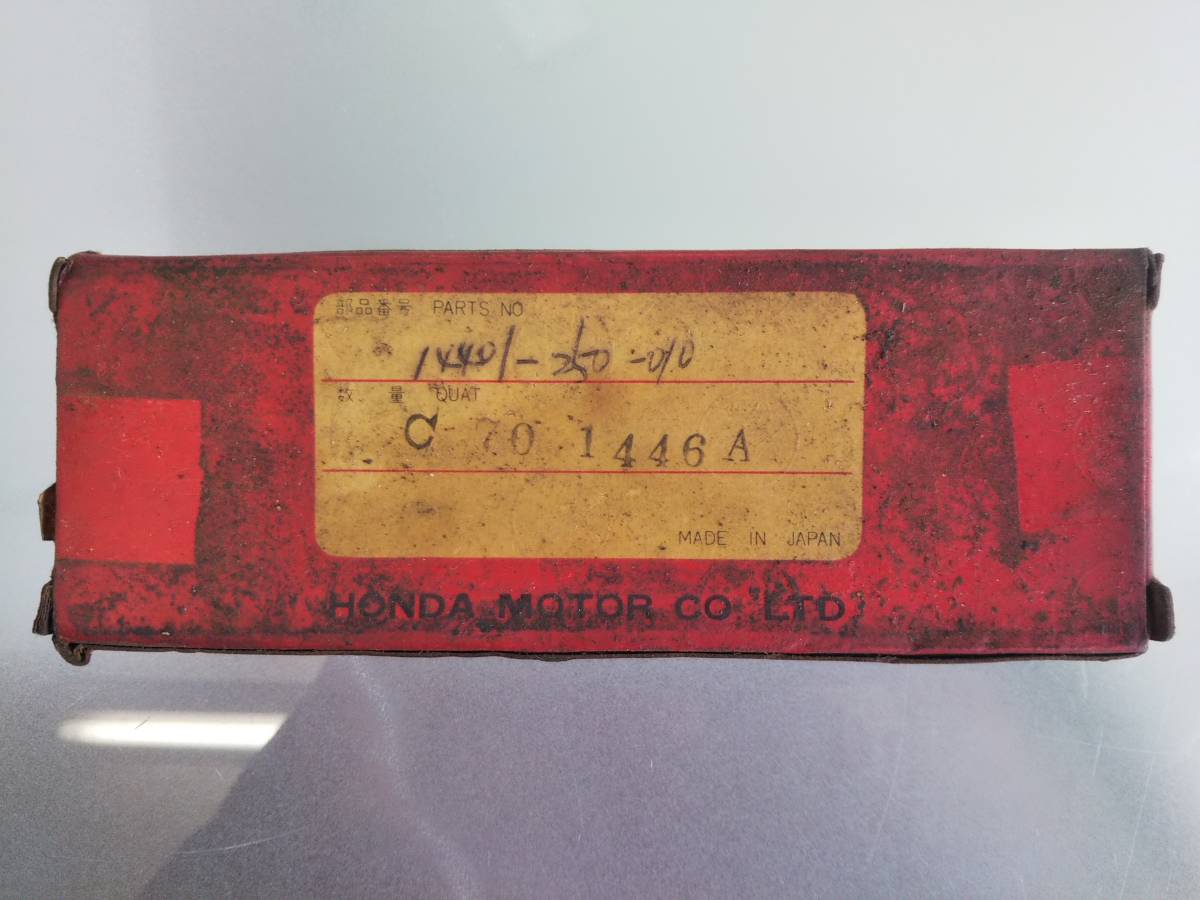 部品番号 PARTS NO
14401-250-010
数 量 QUAT
C 70 1446A
MADE IN JAPAN
HONDA MOTOR CO LTD